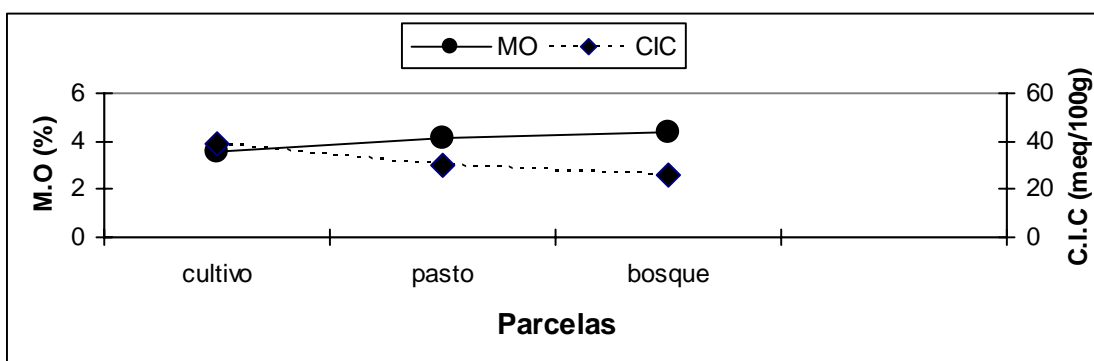 MO CIC
M.O (%)
6
4
2
0
60
40
20
0
C.I.C (meq/100g)
cultivo pasto bosque
Parcelas